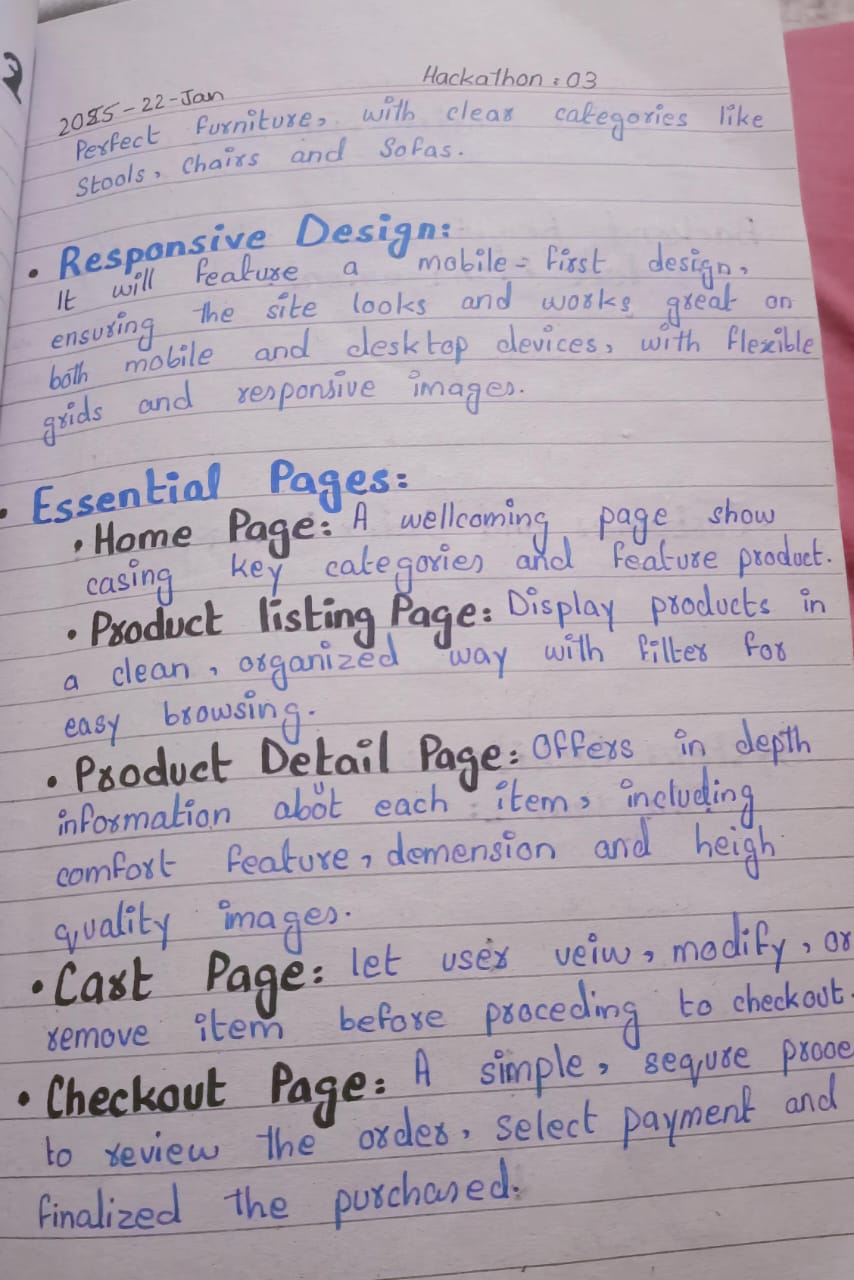 Hackathon : 03
2025-22-Jan
Perfect furniture, with clear categories like
Stools, Chairs and Sofas.
• Responsive Design:
It will feature a mobile-first design,
ensuring the site looks and works great on
both mobile and desktop devices, with flexible
grids and responsive images.
• Essential Pages:
• Home Page: A wellcoming page show
casing key categories and feature product.
• Product listing Page: Display products in
a clean, organized way with filter for
easy browsing.
• Product Detail Page: Offers in depth
information about each item, including
comfort feature, demension and heigh
quality images.
• Cart Page: let user veiw, modify, or
remove item before proceding to checkout.
• Checkout Page: A simple, sequre
to review the order, select payment and
finalized the purchased.